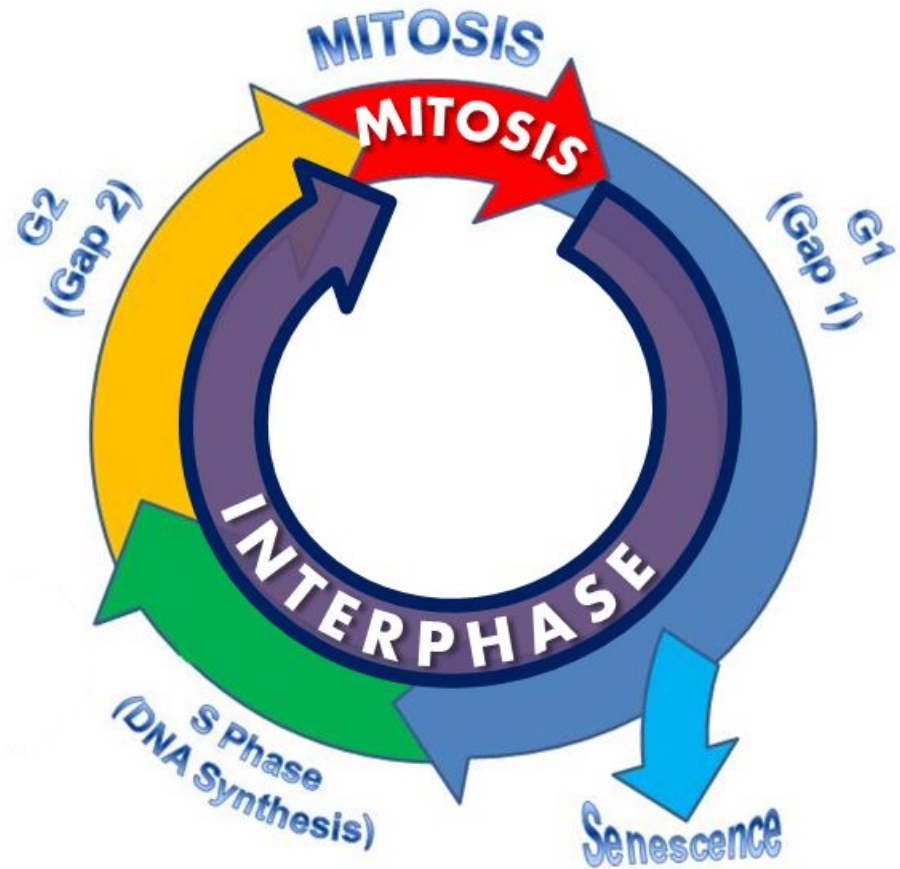 MITOSIS
MITOSIS
G1
(Gap 1)
G2
(Gap 2)
INTERPHASE
S Phase
(DNA Synthesis)
Senescence